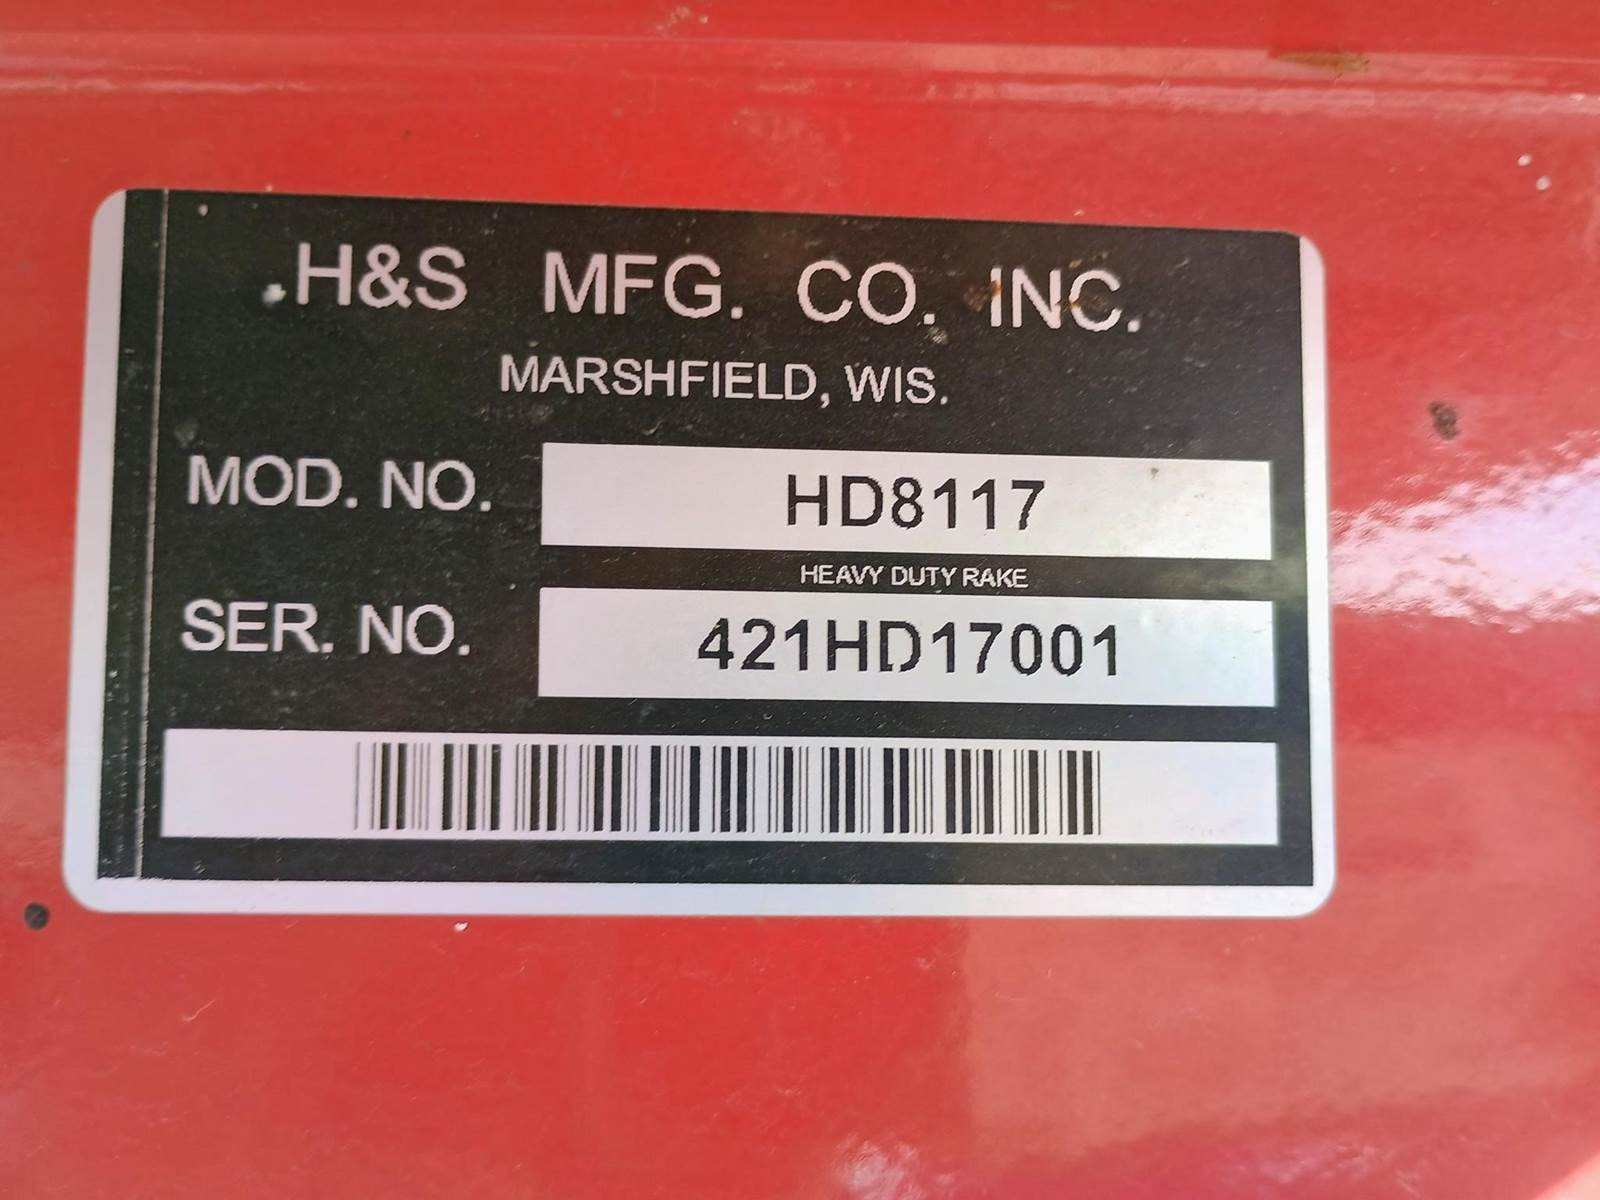 H&S MFG. CO. INC.
MARSHFIELD, WIS.
MOD. NO. HD8117
HEAVY DUTY RAKE
SER. NO. 421HD17001